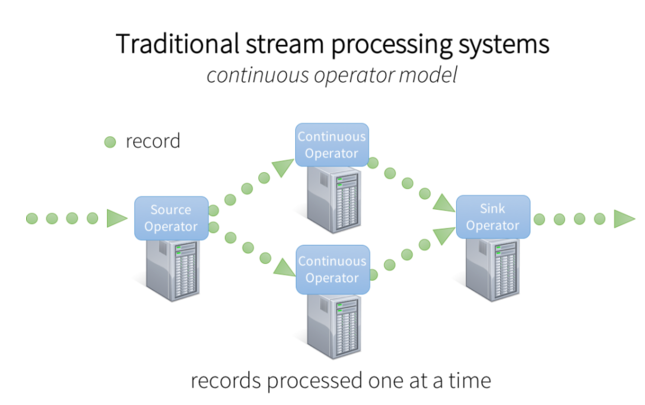 Traditional stream processing systems
continuous operator model
record
Continuous
Operator
Source
Operator
Sink
Operator
Continuous
Operator
records processed one at a time